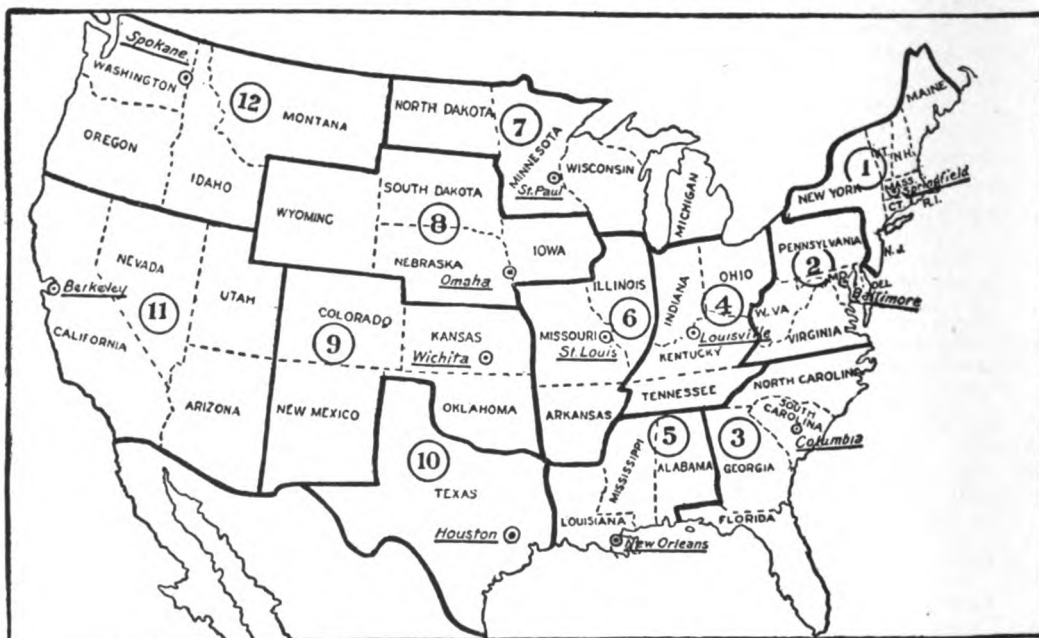 Spokane
WASHINGTON
12
MONTANA
OREGON
IDAHO
NORTH DAKOTA
7
MINNESOTA
St. Paul
WISCONSIN
MICHIGAN
MAINE
VT.
N.H.
1
MASS.
Springfield
NEW YORK
CT.
R.I.
WYOMING
SOUTH DAKOTA
8
NEBRASKA
Omaha
IOWA
PENNSYLVANIA
N.J.
2
MD.
DEL.
Baltimore
NEVADA
Berkeley
11
UTAH
CALIFORNIA
COLORADO
9
KANSAS
Wichita
ILLINOIS
6
MISSOURI
St. Louis
INDIANA
OHIO
4
Louisville
KENTUCKY
W. VA.
VIRGINIA
ARIZONA
NEW MEXICO
OKLAHOMA
ARKANSAS
TENNESSEE
NORTH CAROLINA
SOUTH
CAROLINA
Columbia
10
TEXAS
Houston
MISSISSIPPI
5
ALABAMA
3
GEORGIA
LOUISIANA
New Orleans
FLORIDA